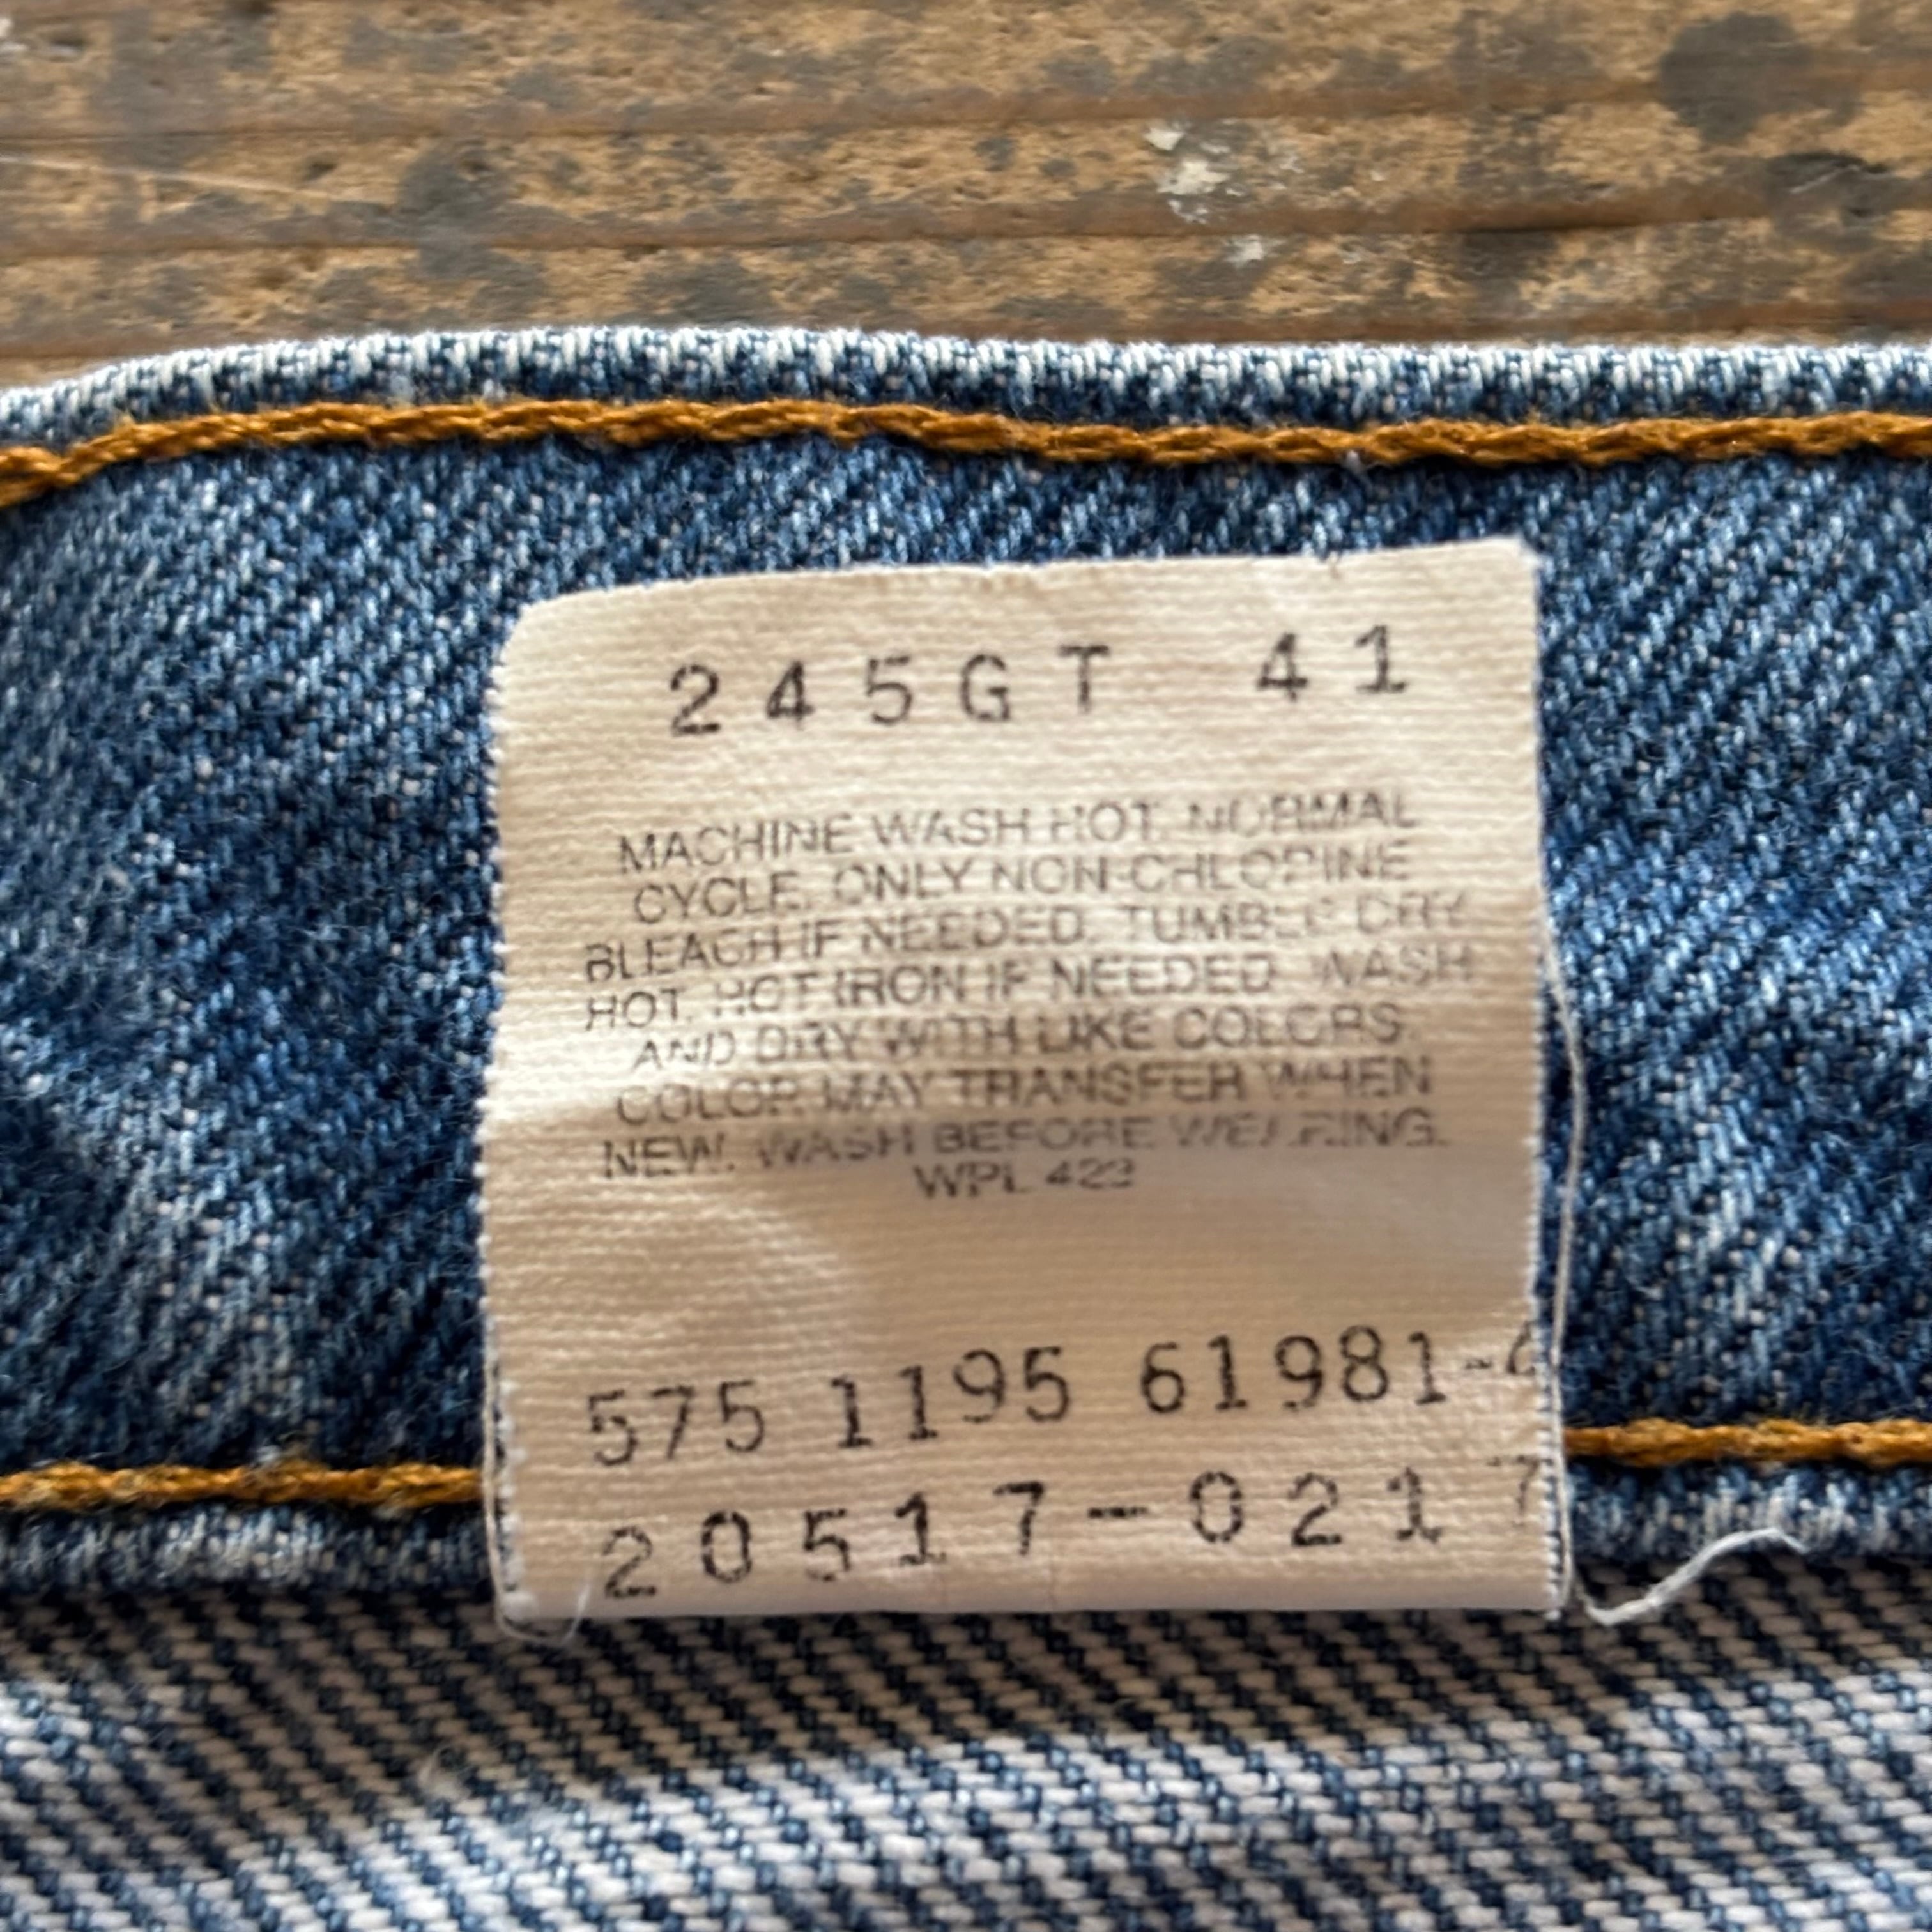 245GT 41
MACHINE WASH HOT. NORMAL
CYCLE. ONLY NON-CHLORINE
BLEACH IF NEEDED. TUMBLE DRY
HOT. HOT IRON IF NEEDED. WASH
AND DRY WITH LIKE COLORS.
COLOR MAY TRANSFER WHEN
NEW. WASH BEFORE WEARING.
WPL 423
575 1195 61981-
20517-0217